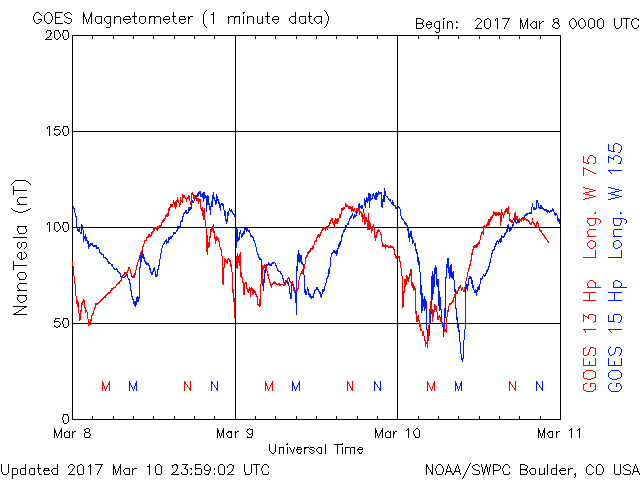 GOES Magnetometer (1 minute data)
Begin: 2017 Mar 8 0000 UTC
200
150
100
50
0
NanoTesla (nT)
M M N N M M N N M M N N
Mar 8 Mar 9 Mar 10 Mar 11
Universal Time
GOES 13 Hp Long. W 75
GOES 15 Hp Long. W 135
Updated 2017 Mar 10 23:59:02 UTC
NOAA/SWPC Boulder, CO USA